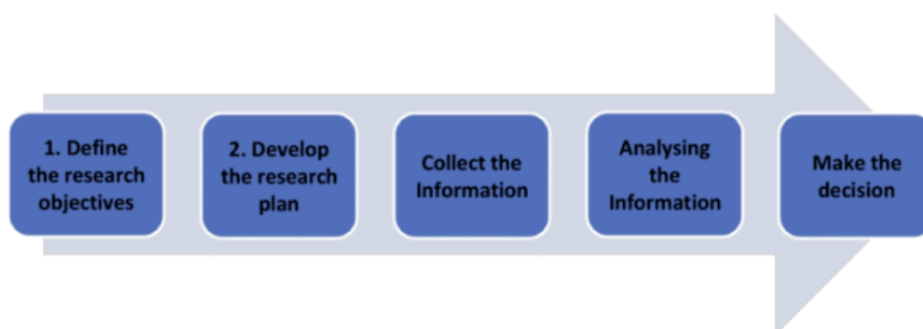 1. Define
the research
objectives
2. Develop
the research
plan
Collect the
Information
Analysing
the
Information
Make the
decision